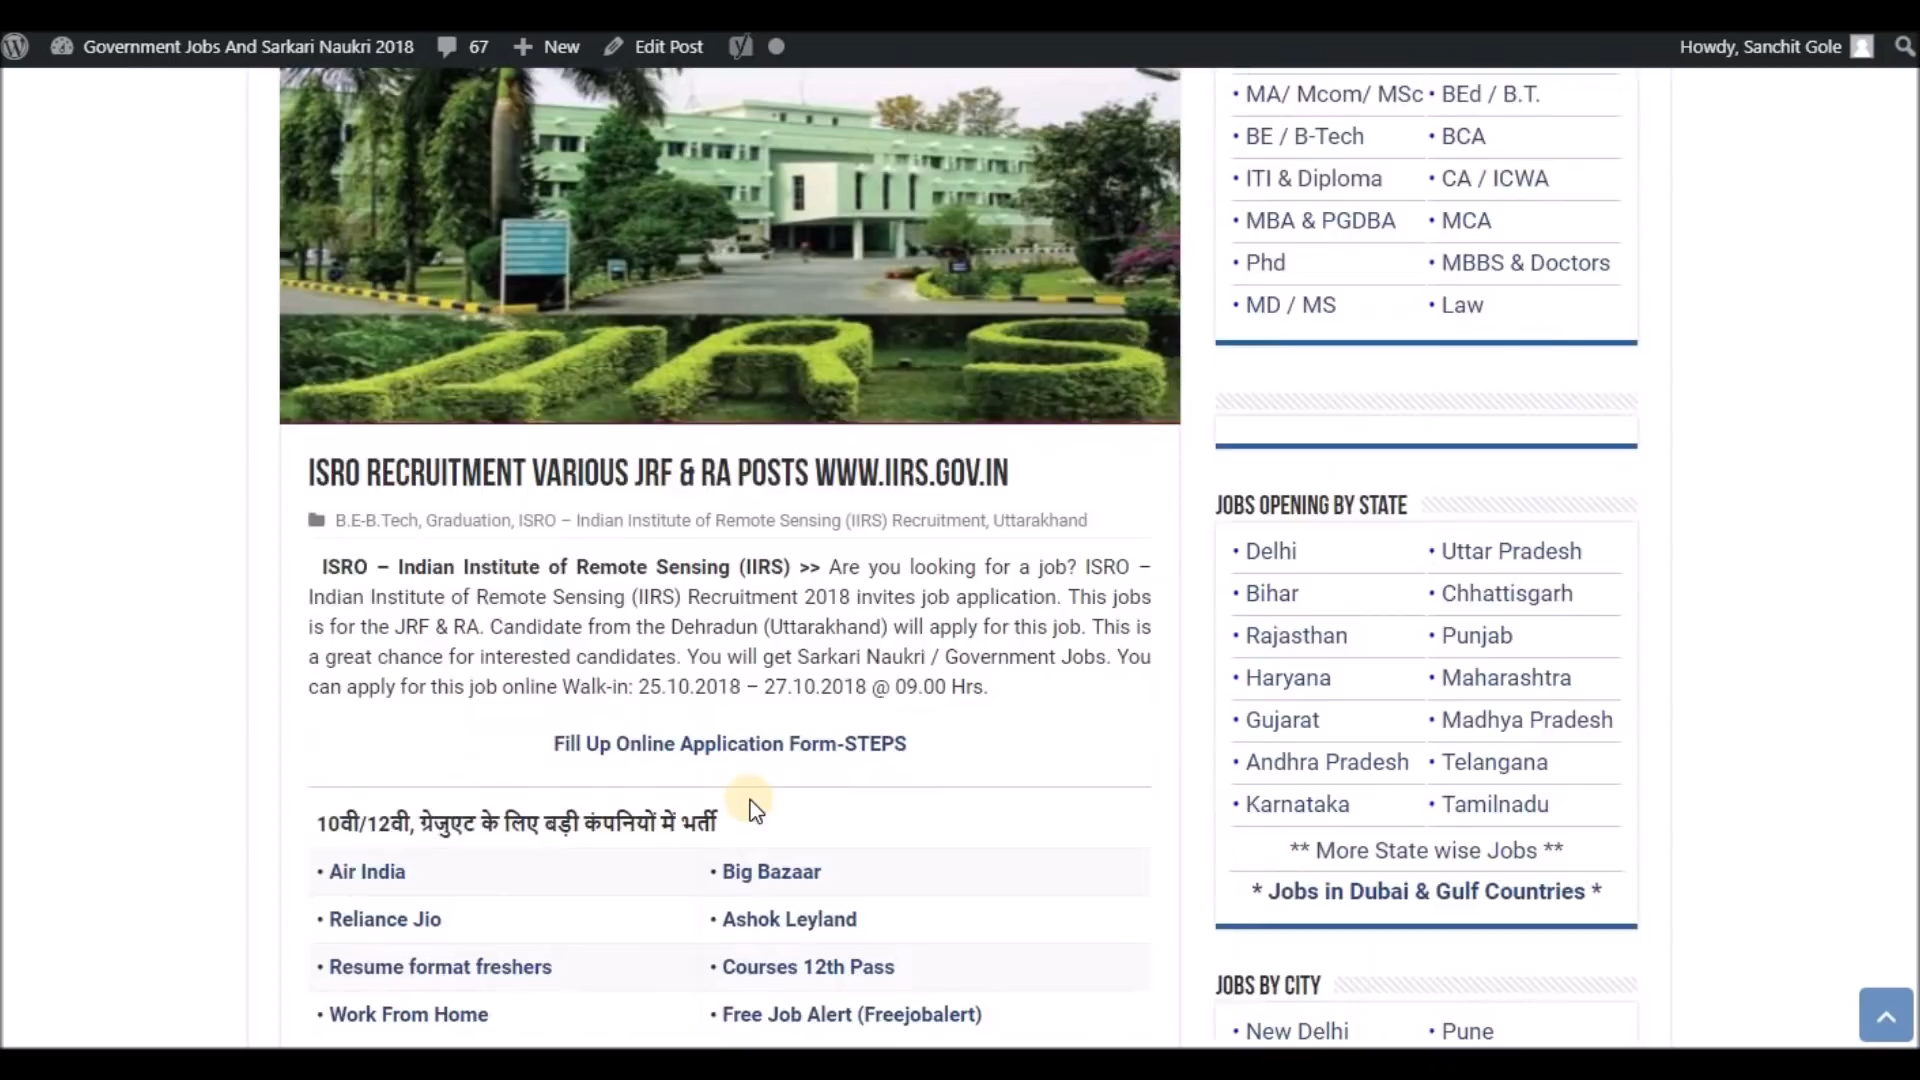 Government Jobs And Sarkari Naukri 2018 67 New Edit Post Howdy, Sanchit Gole
IIRS
ISRO RECRUITMENT VARIOUS JRF & RA POSTS WWW.IIRS.GOV.IN
B.E-B.Tech, Graduation, ISRO – Indian Institute of Remote Sensing (IIRS) Recruitment, Uttarakhand
ISRO – Indian Institute of Remote Sensing (IIRS) >> Are you looking for a job? ISRO –
Indian Institute of Remote Sensing (IIRS) Recruitment 2018 invites job application. This jobs
is for the JRF & RA. Candidate from the Dehradun (Uttarakhand) will apply for this job. This is
a great chance for interested candidates. You will get Sarkari Naukri / Government Jobs. You
can apply for this job online Walk-in: 25.10.2018 – 27.10.2018 @ 09.00 Hrs.
Fill Up Online Application Form-STEPS
10वी/12वी, ग्रेजुएट के लिए बड़ी कंपनियों में भर्ती
• Air India • Big Bazaar
• Reliance Jio • Ashok Leyland
• Resume format freshers • Courses 12th Pass
• Work From Home • Free Job Alert (Freejobalert)
• MA/ Mcom/ MSc • BEd / B.T.
• BE / B-Tech • BCA
• ITI & Diploma • CA / ICWA
• MBA & PGDBA • MCA
• Phd • MBBS & Doctors
• MD / MS • Law
JOBS OPENING BY STATE
• Delhi • Uttar Pradesh
• Bihar • Chhattisgarh
• Rajasthan • Punjab
• Haryana • Maharashtra
• Gujarat • Madhya Pradesh
• Andhra Pradesh • Telangana
• Karnataka • Tamilnadu
** More State wise Jobs **
* Jobs in Dubai & Gulf Countries *
JOBS BY CITY
• New Delhi • Pune